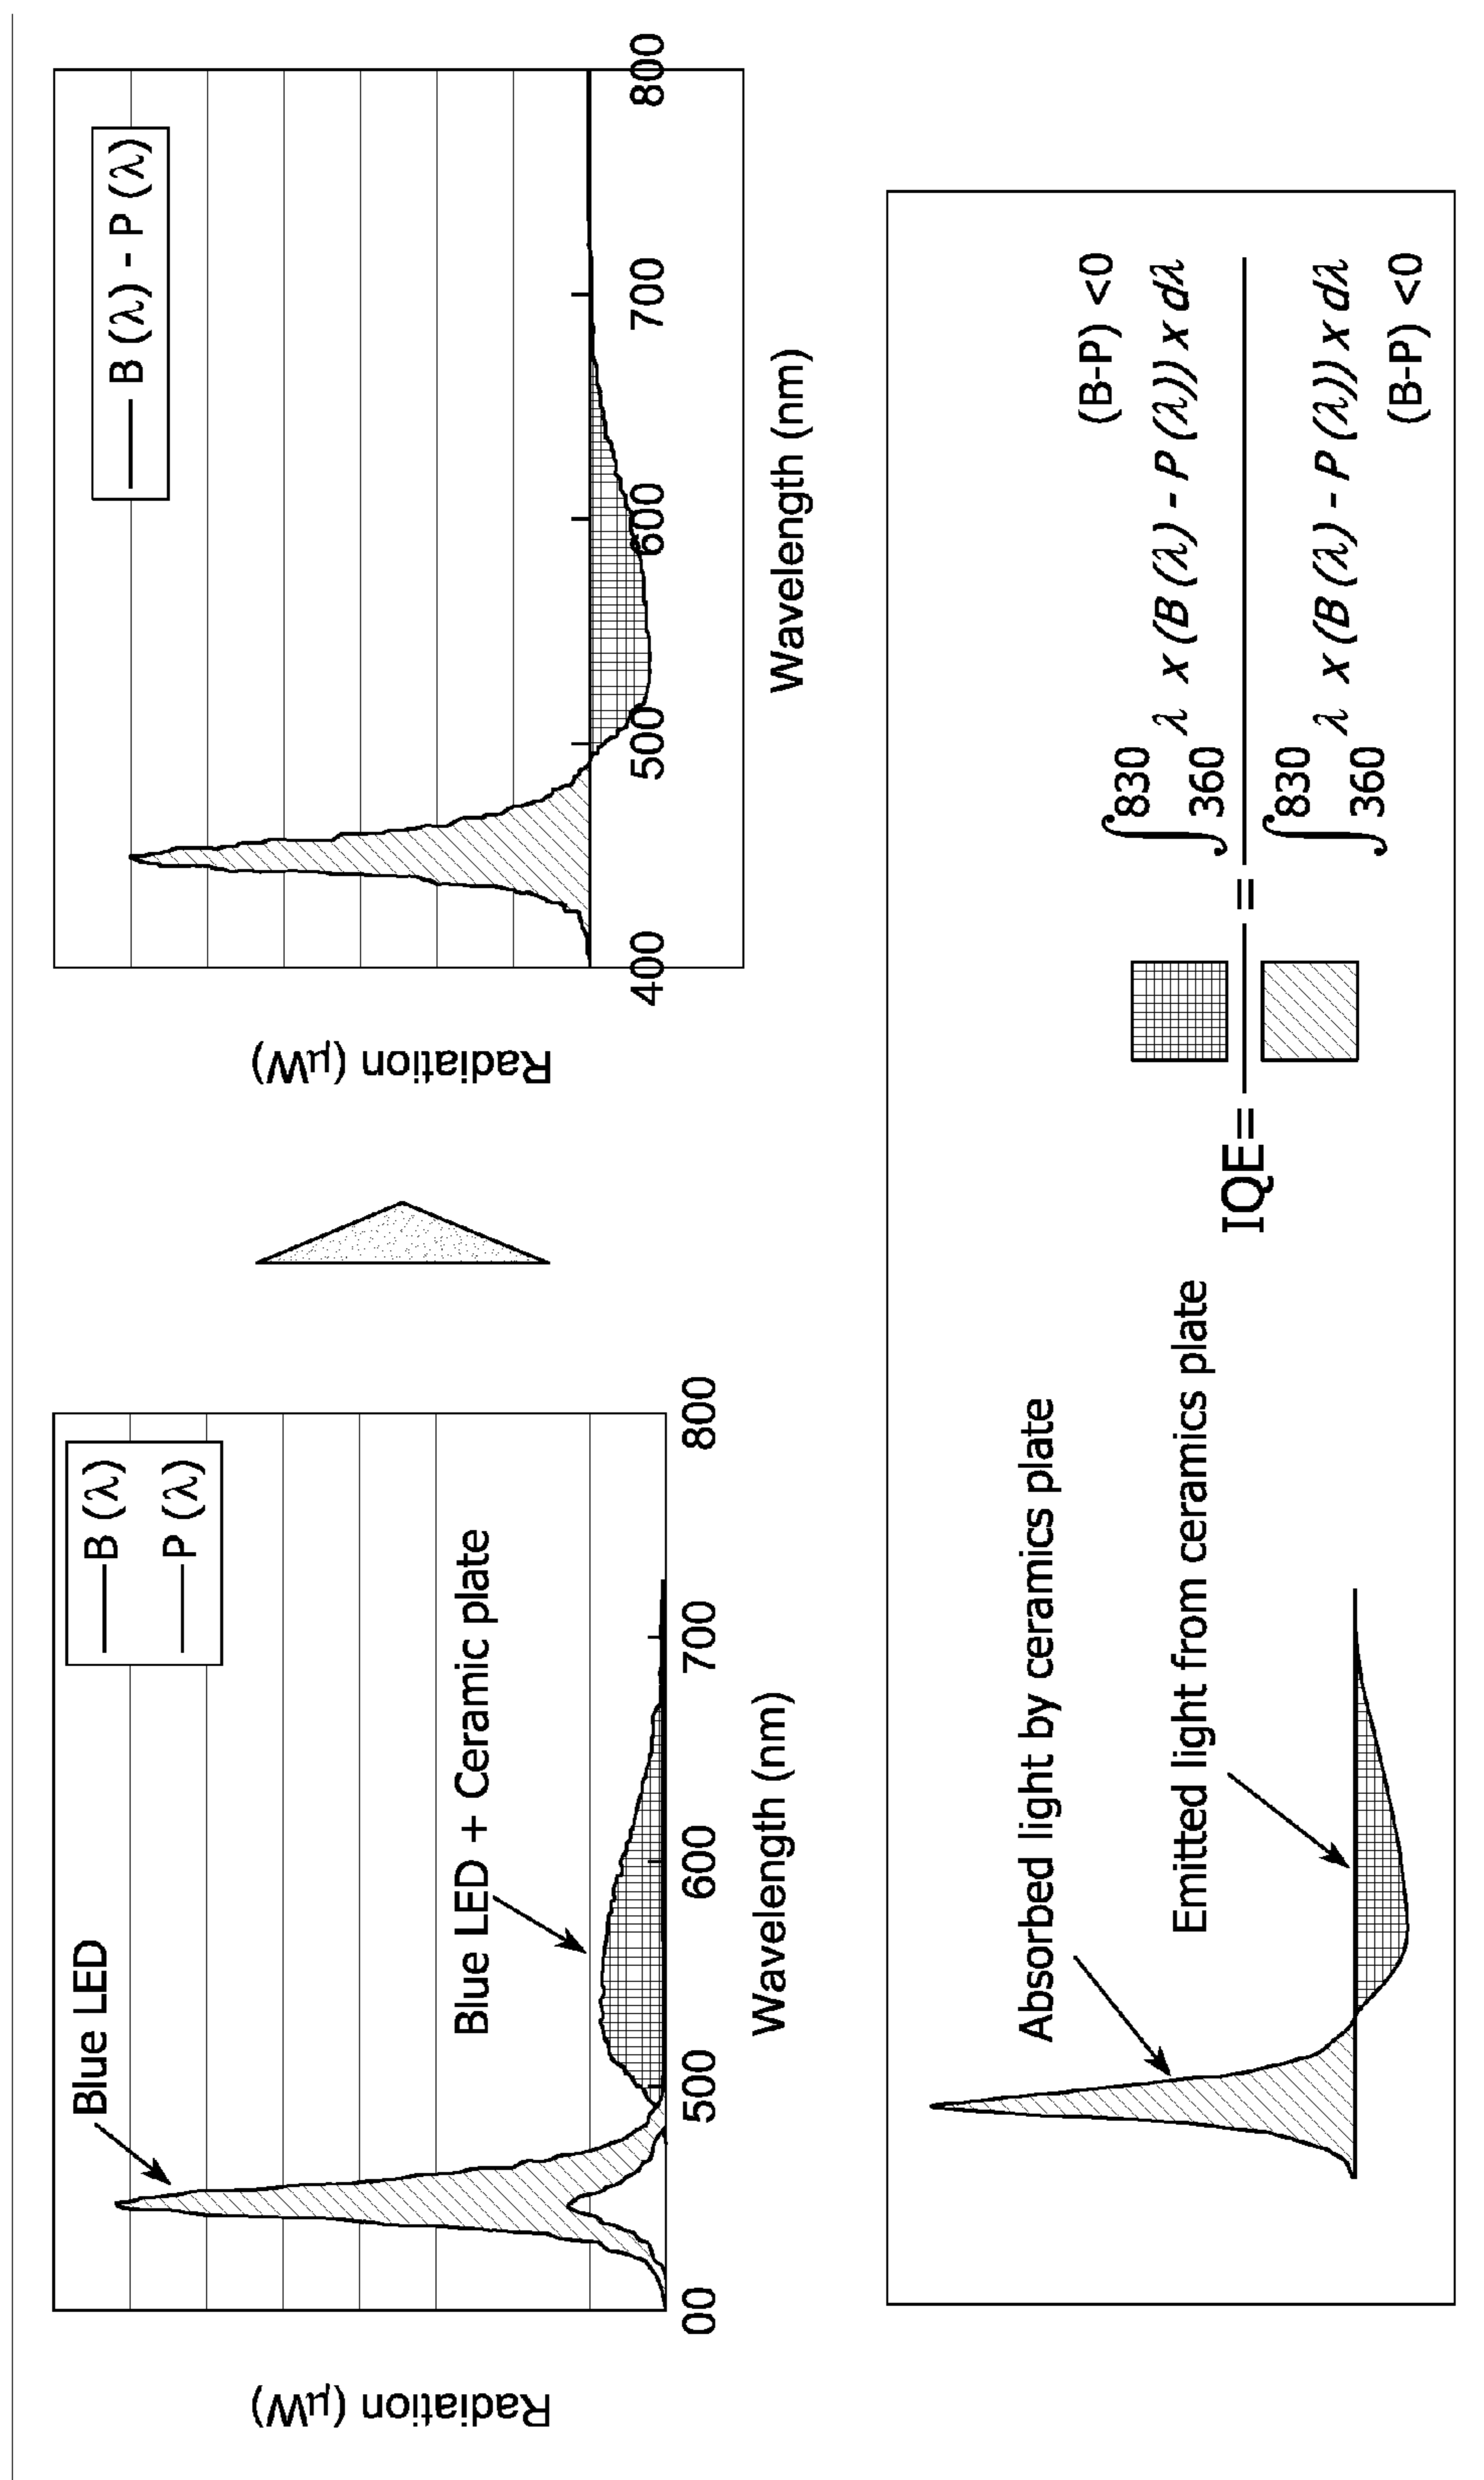 B (λ)
P (λ)
Blue LED
Blue LED + Ceramic plate
Radiation (μW)
00 500 600 700 800
Wavelength (nm)
B (λ) - P (λ)
Radiation (μW)
400 500 600 700 800
Wavelength (nm)
Absorbed light by ceramics plate
Emitted light from ceramics plate
(B-P) <0
∫830 360 λ x (B (λ) - P (λ)) x dλ
IQE= =
∫830 360 λ x (B (λ) - P (λ)) x dλ
(B-P) <0